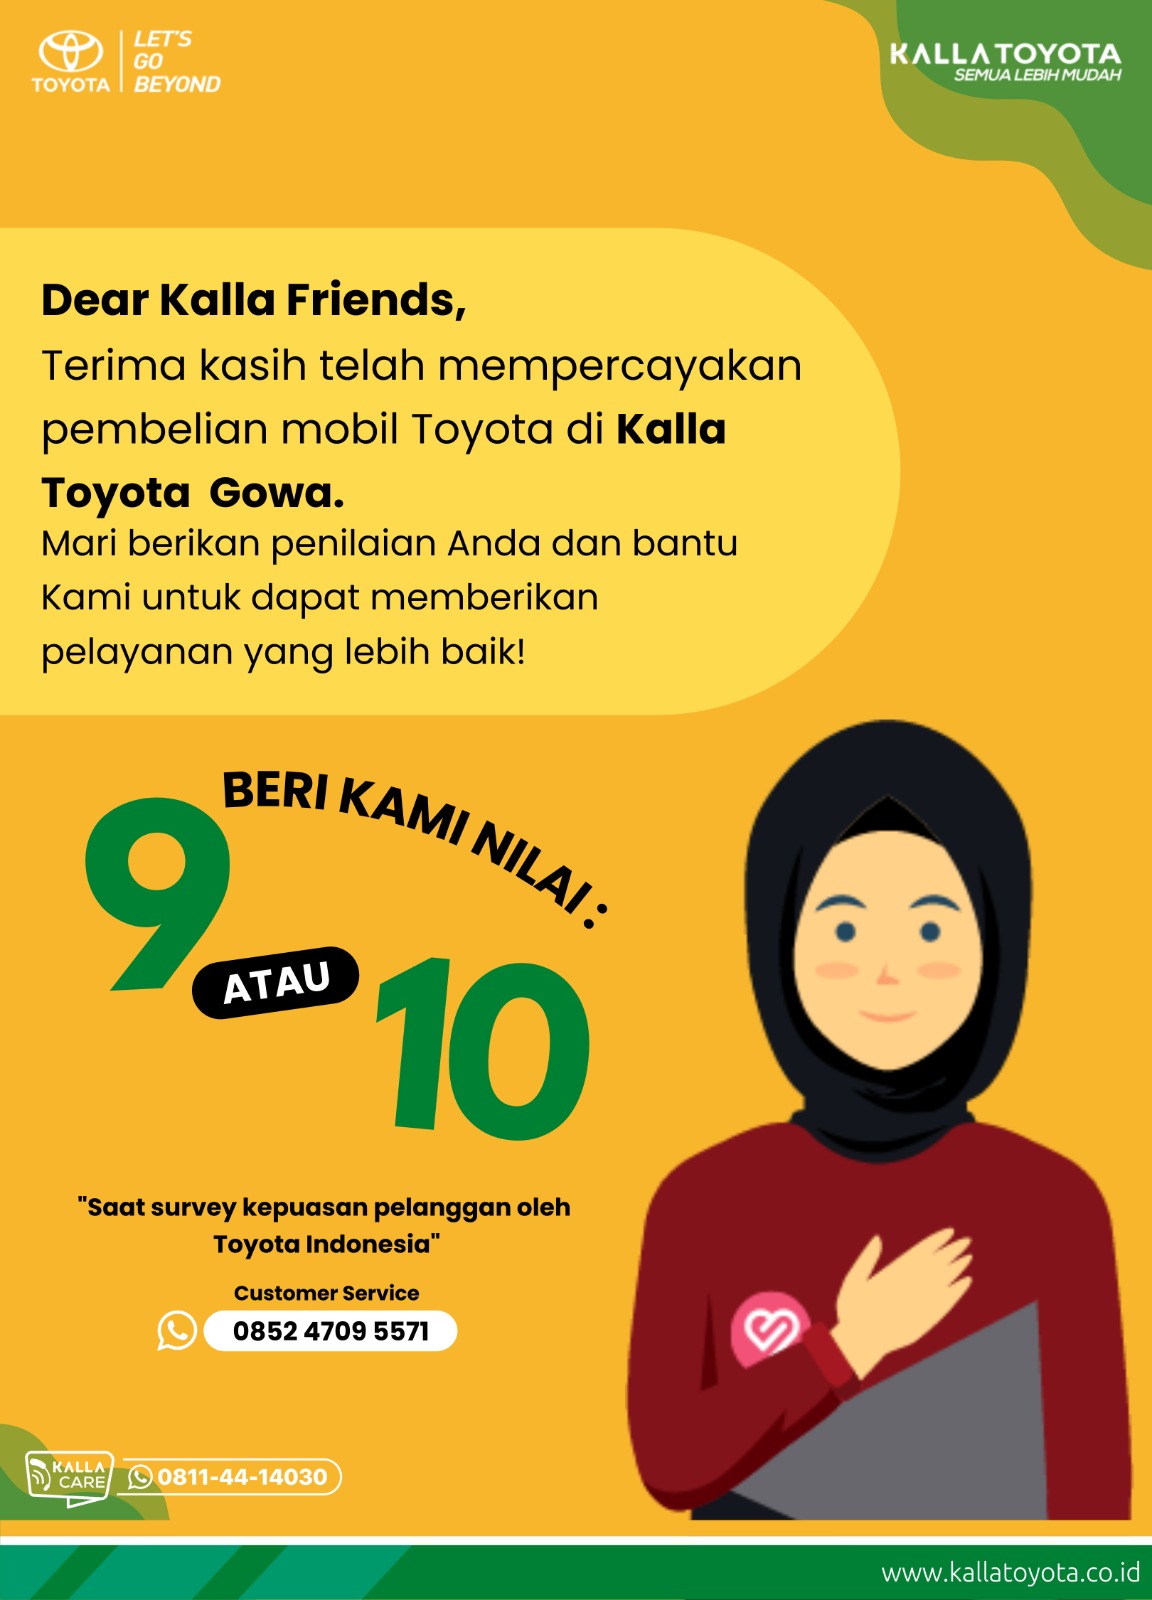 TOYOTA
LET'S
GO
BEYOND
KALLA TOYOTA
SEMUA LEBIH MUDAH
Dear Kalla Friends,
Terima kasih telah mempercayakan
pembelian mobil Toyota di Kalla
Toyota Gowa.
Mari berikan penilaian Anda dan bantu
Kami untuk dapat memberikan
pelayanan yang lebih baik!
BERI KAMI NILAI :
9
ATAU
10
"Saat survey kepuasan pelanggan oleh
Toyota Indonesia"
Customer Service
0852 4709 5571
KALLA
CARE
0811-44-14030
www.kallatoyota.co.id